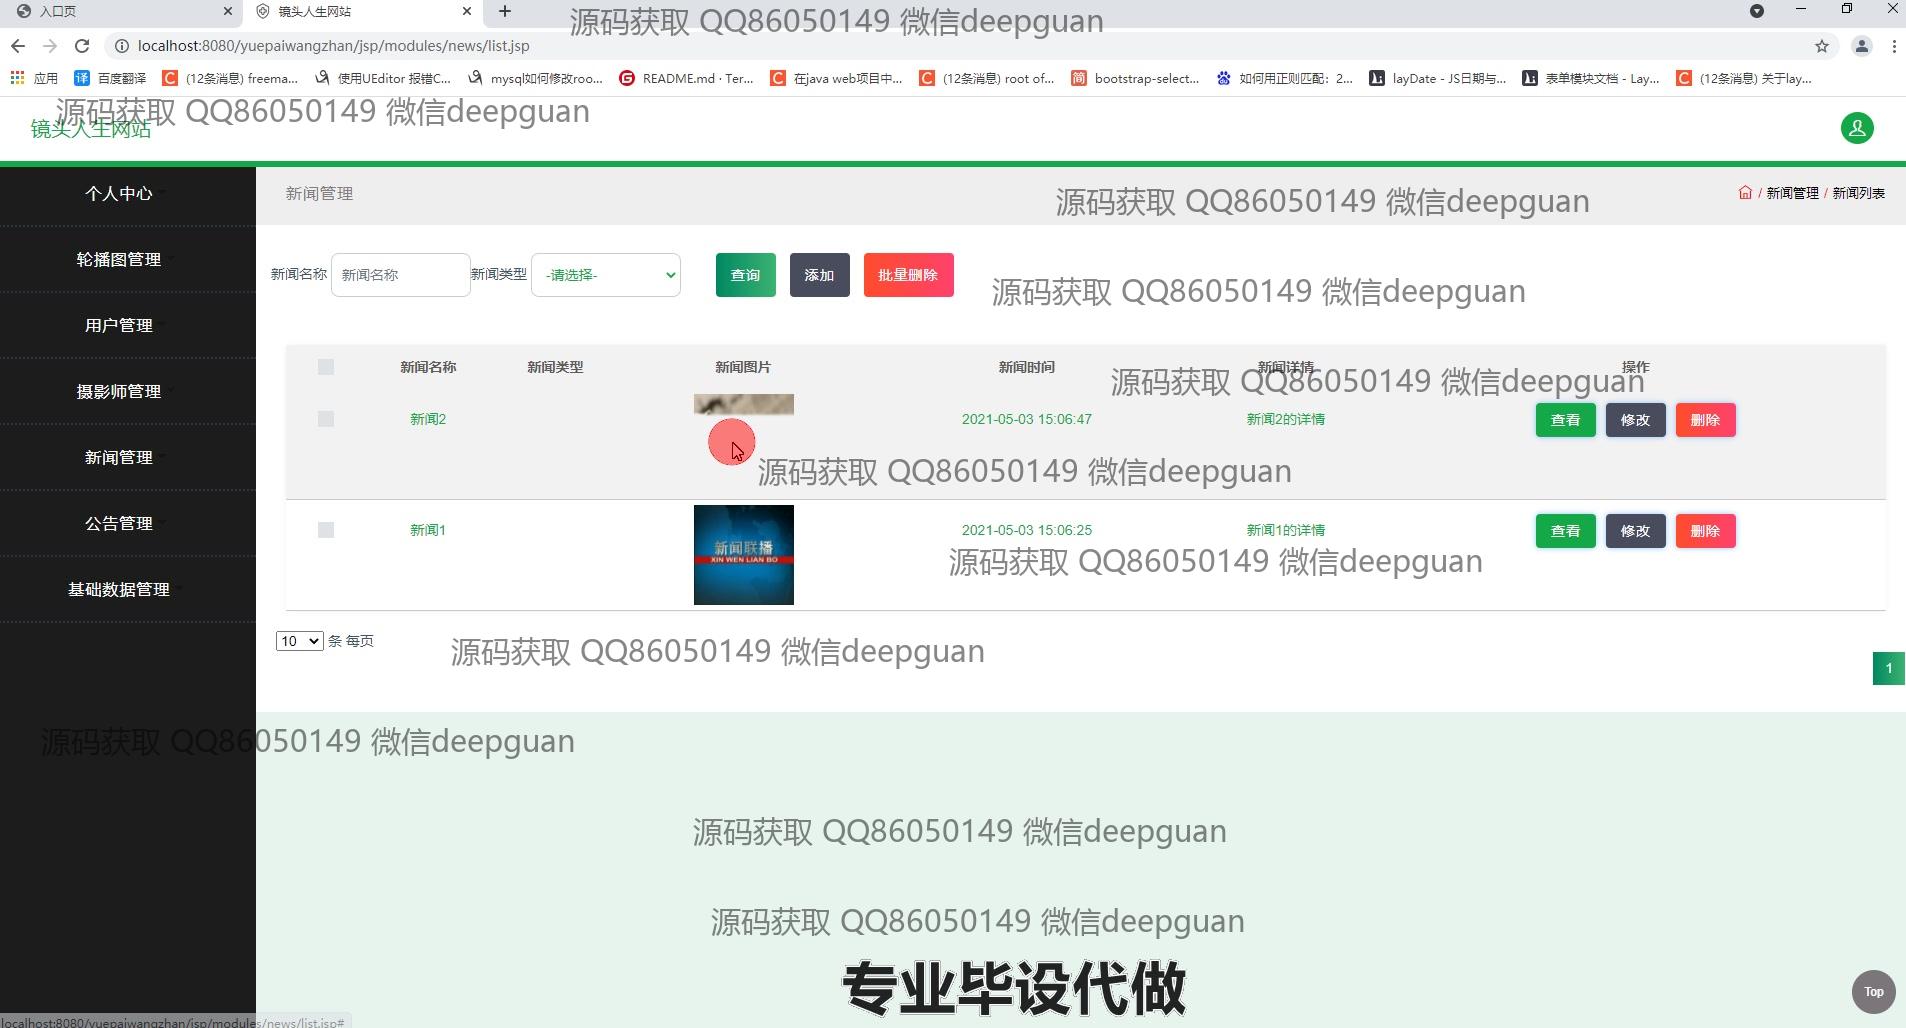 入口页
镜头人生网站
源码获取 QQ86050149 微信deepguan
localhost:8080/yuepaiwangzhan/jsp/modules/news/list.jsp
应用
百度翻译
(12条消息) freema...
使用UEditor 报错C...
mysql如何修改roo...
README.md · Ter...
在java web项目中...
(12条消息) root of...
bootstrap-select...
如何用正则匹配：2...
layDate - JS日期与...
表单模块文档 - Lay...
(12条消息) 关于lay...
源码获取 QQ86050149 微信deepguan
镜头人生网站
个人中心
新闻管理
源码获取 QQ86050149 微信deepguan
/ 新闻管理 / 新闻列表
轮播图管理
用户管理
摄影师管理
新闻管理
公告管理
基础数据管理
新闻名称 新闻名称 新闻类型 -请选择- 查询 添加 批量删除
源码获取 QQ86050149 微信deepguan
新闻名称 新闻类型 新闻图片 新闻时间 新闻详情 操作
源码获取 QQ86050149 微信deepguan
新闻2 2021-05-03 15:06:47 新闻2的详情 查看 修改 删除
源码获取 QQ86050149 微信deepguan
新闻1 2021-05-03 15:06:25 新闻1的详情 查看 修改 删除
新闻联播
XIN WEN LIAN BO
源码获取 QQ86050149 微信deepguan
10 条 每页
源码获取 QQ86050149 微信deepguan
1
源码获取 QQ86050149 微信deepguan
源码获取 QQ86050149 微信deepguan
源码获取 QQ86050149 微信deepguan
专业毕设代做
Top
localhost:8080/yuepaiwangzhan/jsp/modules/news/list.jsp#